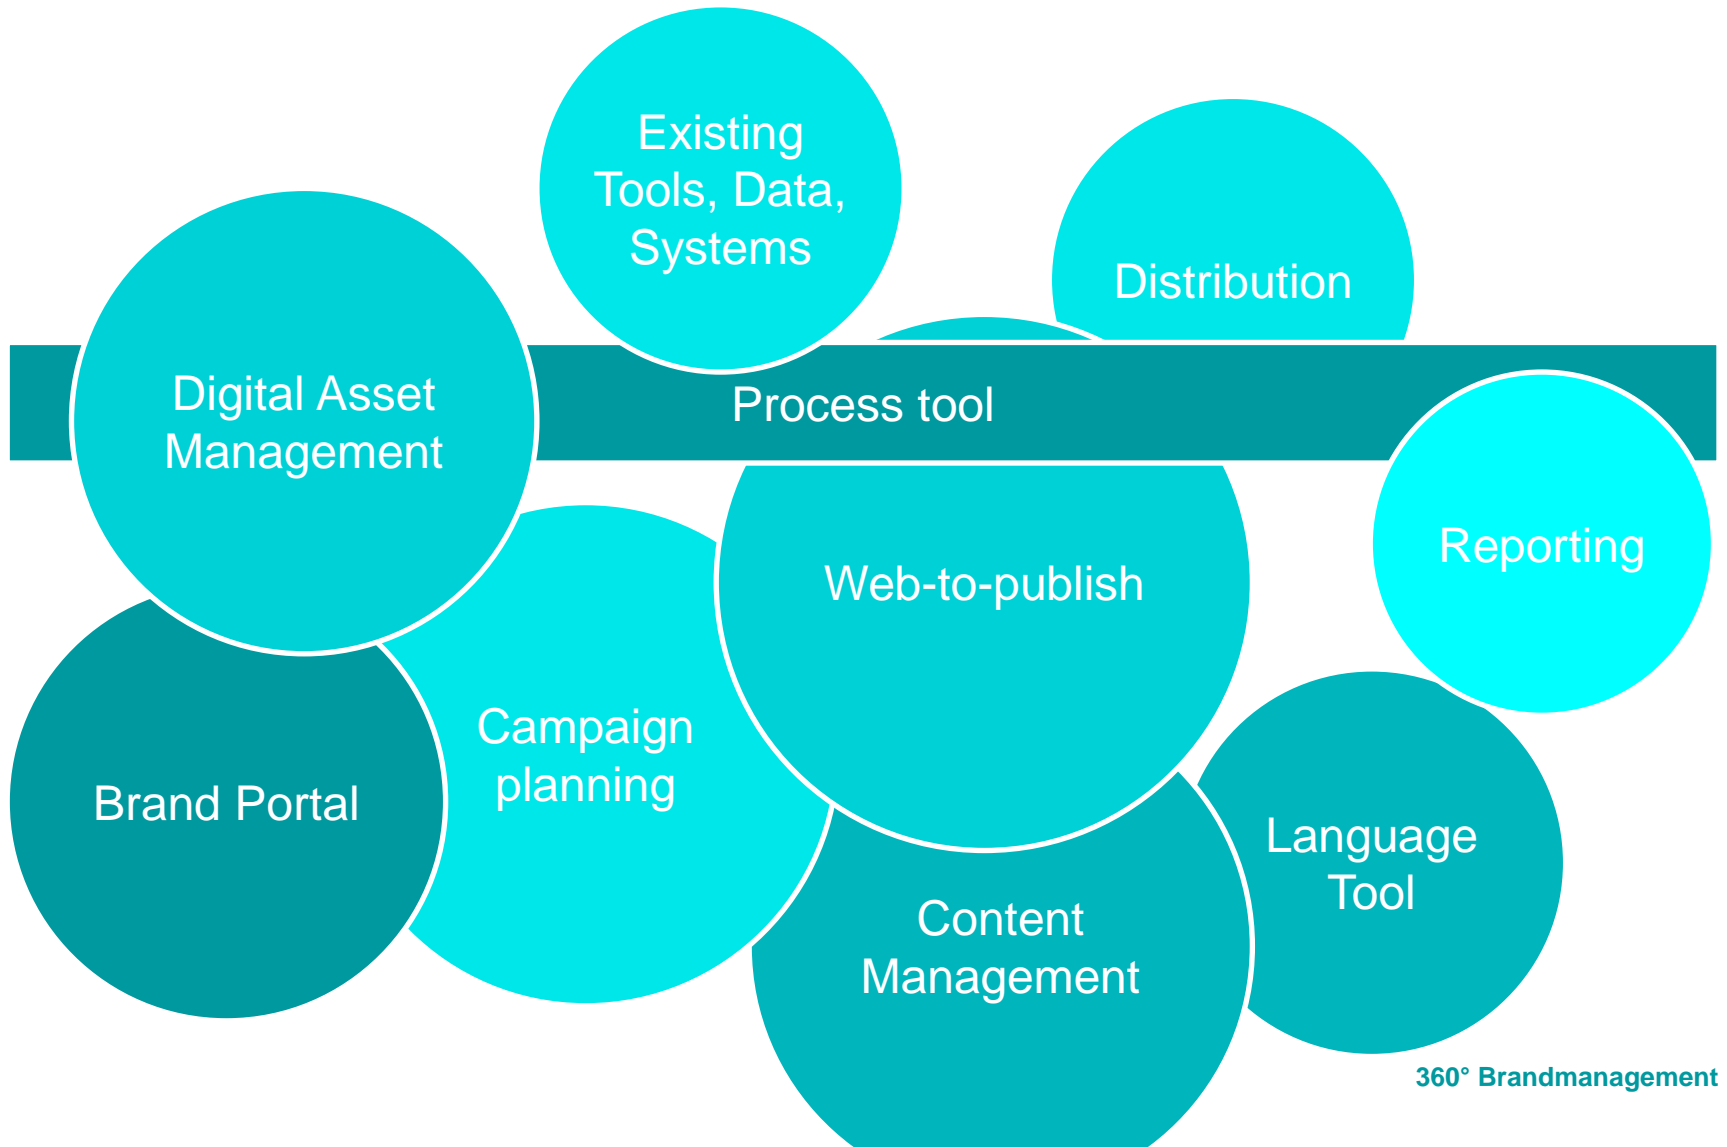 Existing
Tools, Data,
Systems
Distribution
Digital Asset
Management
Process tool
Reporting
Web-to-publish
Campaign
planning
Brand Portal
Language
Tool
Content
Management
360° Brandmanagement